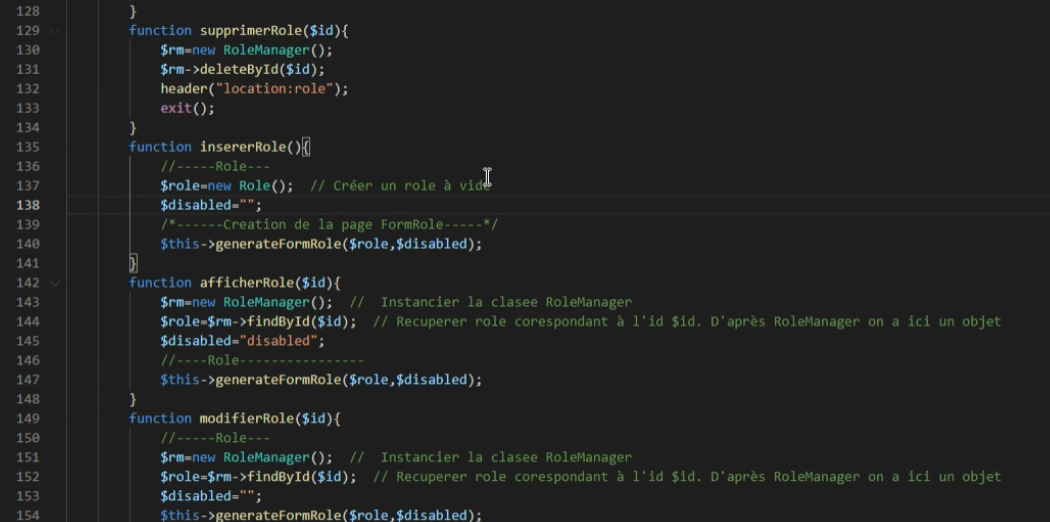 128 }
129 function supprimerRole($id){
130 $rm=new RoleManager();
131 $rm->deleteById($id);
132 header("location:role");
133 exit();
134 }
135 function insererRole(){
136 //-----Role---
137 $role=new Role(); // Créer un role à vide
138 $disabled="";
139 /*------Creation de la page FormRole-----*/
140 $this->generateFormRole($role,$disabled);
141 }
142 function afficherRole($id){
143 $rm=new RoleManager(); // Instancier la clasee RoleManager
144 $role=$rm->findById($id); // Recuperer role corespondant à l'id $id. D'après RoleManager on a ici un objet
145 $disabled="disabled";
146 //----Role----------------
147 $this->generateFormRole($role,$disabled);
148 }
149 function modifierRole($id){
150 //-----Role---
151 $rm=new RoleManager(); // Instancier la clasee RoleManager
152 $role=$rm->findById($id); // Recuperer role corespondant à l'id $id. D'après RoleManager on a ici un objet
153 $disabled="";
154 $this->generateFormRole($role,$disabled);